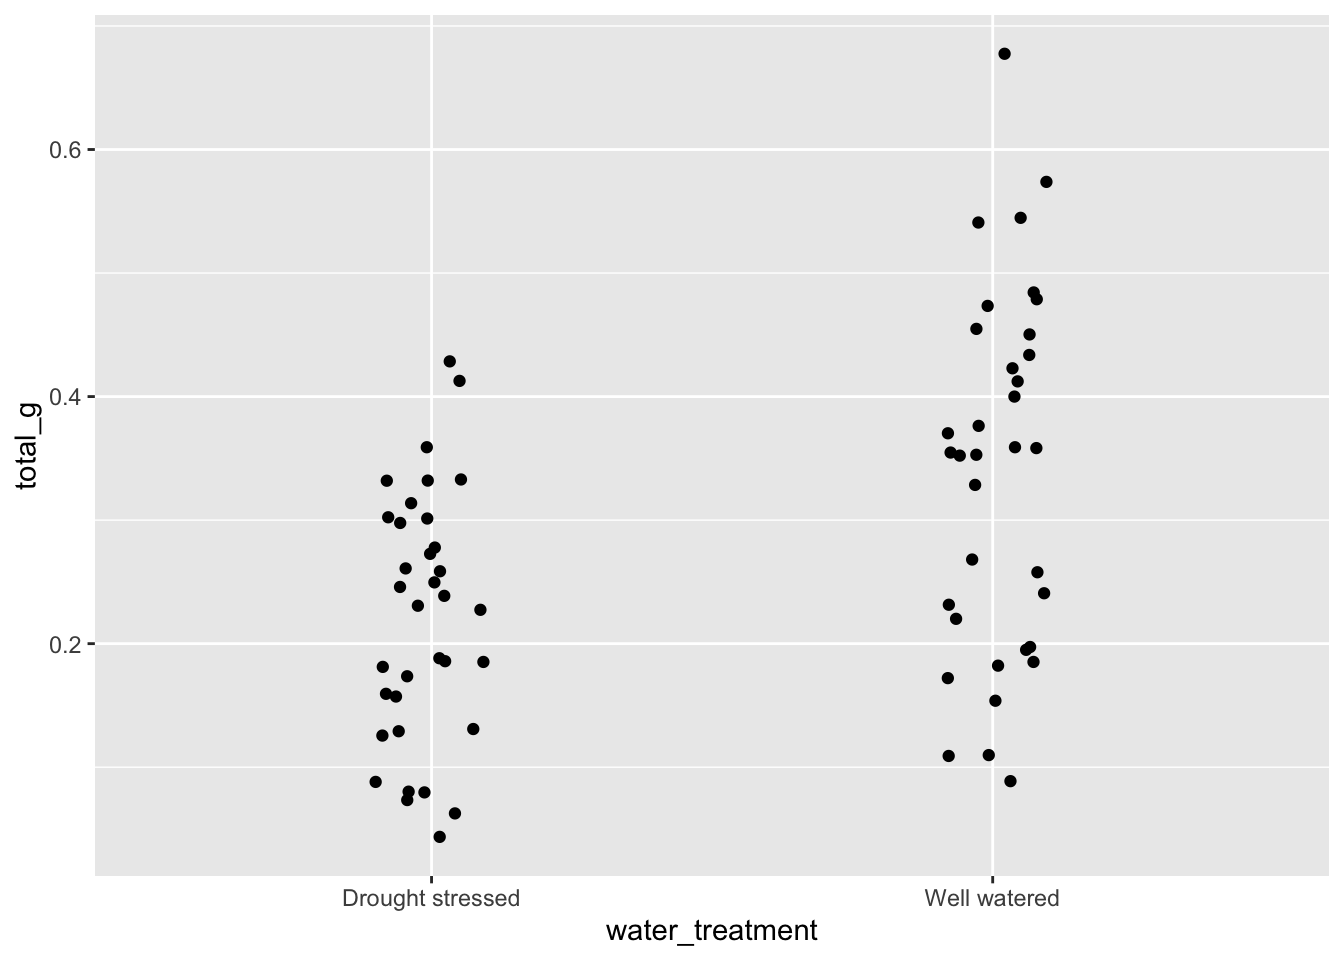 total_g
0.6
0.4
0.2
Drought stressed
Well watered
water_treatment